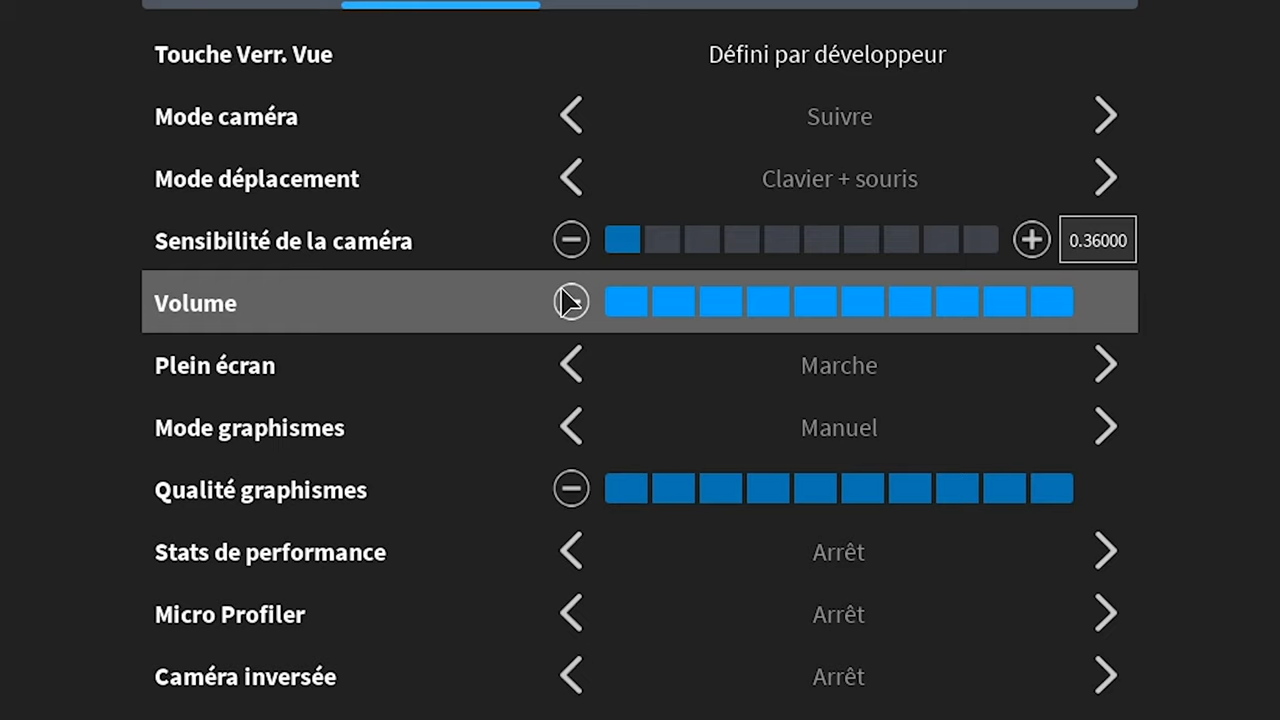 Touche Verr. Vue Défini par développeur
Mode caméra Suivre
Mode déplacement Clavier + souris
Sensibilité de la caméra 0.36000
Volume
Plein écran Marche
Mode graphismes Manuel
Qualité graphismes
Stats de performance Arrêt
Micro Profiler Arrêt
Caméra inversée Arrêt